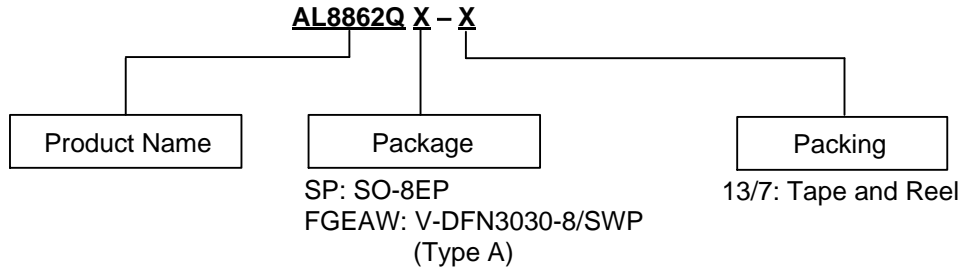 AL8862Q X – X
Product Name
Package
Packing
SP: SO-8EP
FGEAW: V-DFN3030-8/SWP
(Type A)
13/7: Tape and Reel